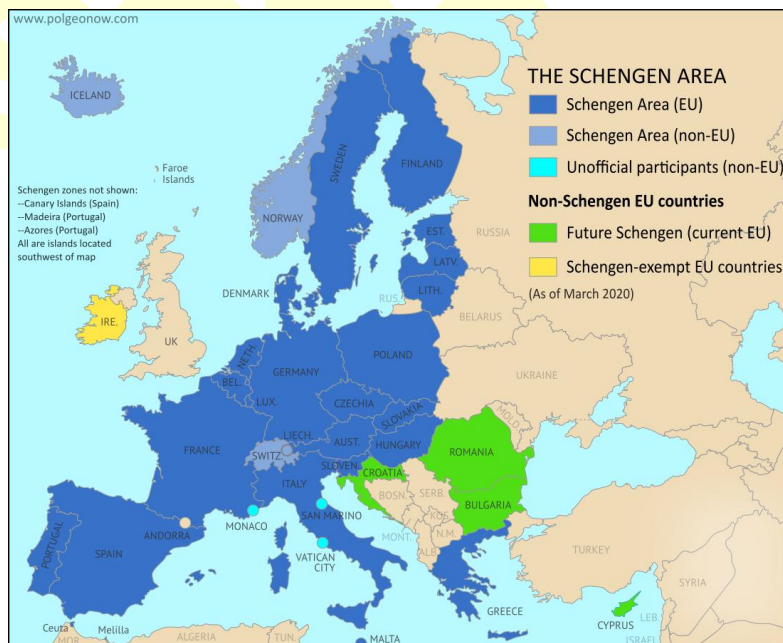 www.polgeonow.com
THE SCHENGEN AREA
Schengen Area (EU)
Schengen Area (non-EU)
Unofficial participants (non-EU)
Non-Schengen EU countries
Future Schengen (current EU)
Schengen-exempt EU countries
(As of March 2020)
ICELAND
Faroe
Islands
Schengen zones not shown:
--Canary Islands (Spain)
--Madeira (Portugal)
--Azores (Portugal)
All are islands located
southwest of map
SWEDEN
FINLAND
NORWAY
RUSSIA
EST.
LATV.
LITH.
DENMARK
RUS.
BELARUS
IRE.
UK
NETH.
BEL.
GERMANY
POLAND
LUX.
CZECHIA
UKRAINE
SLOVAKIA
LIECH.
FRANCE
SWITZ.
AUST.
HUNGARY
MOLD.
SLOVEN.
CROATIA
ROMANIA
ITALY
BOSN.
SERB.
SAN MARINO
MONACO
ANDORRA
BULGARIA
KOS.
MONT.
N.M.
ALB.
PORTUGAL
SPAIN
VATICAN
CITY
TURKEY
GREECE
SYRIA
CYPRUS
LEB.
ISRAEL
Ceuta
Melilla
MOR.
ALGERIA
TUN.
MALTA